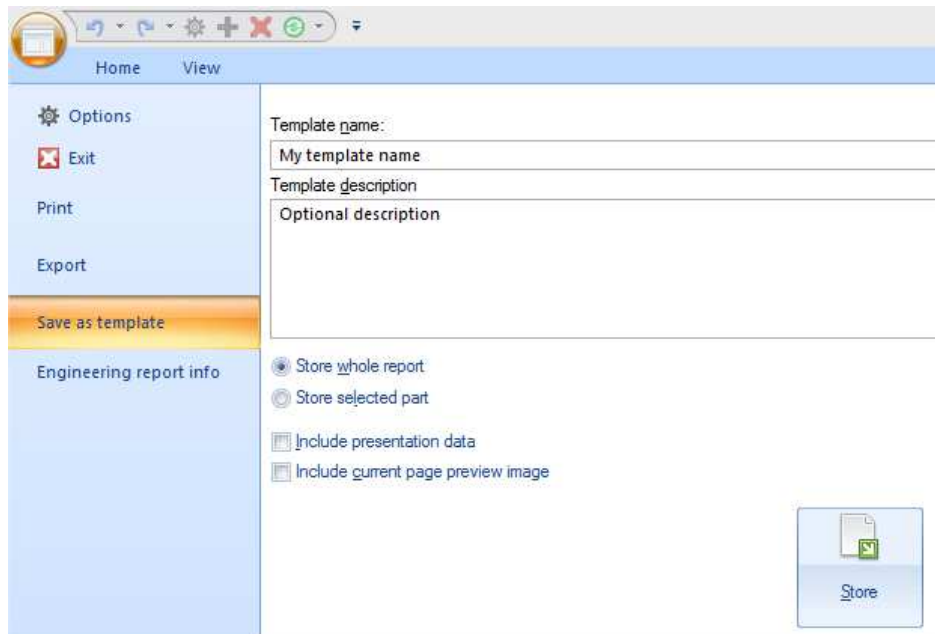 Home View
Options
Exit
Print
Export
Save as template
Engineering report info
Template name:
My template name
Template description
Optional description
Store whole report
Store selected part
Include presentation data
Include current page preview image
Store